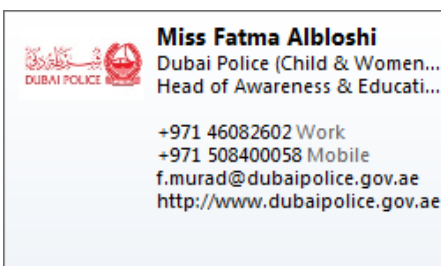 DUBAI POLICE
Miss Fatma Albloshi
Dubai Police (Child & Women...
Head of Awareness & Educati...
+971 46082602 Work
+971 508400058 Mobile
f.murad@dubaipolice.gov.ae
http://www.dubaipolice.gov.ae